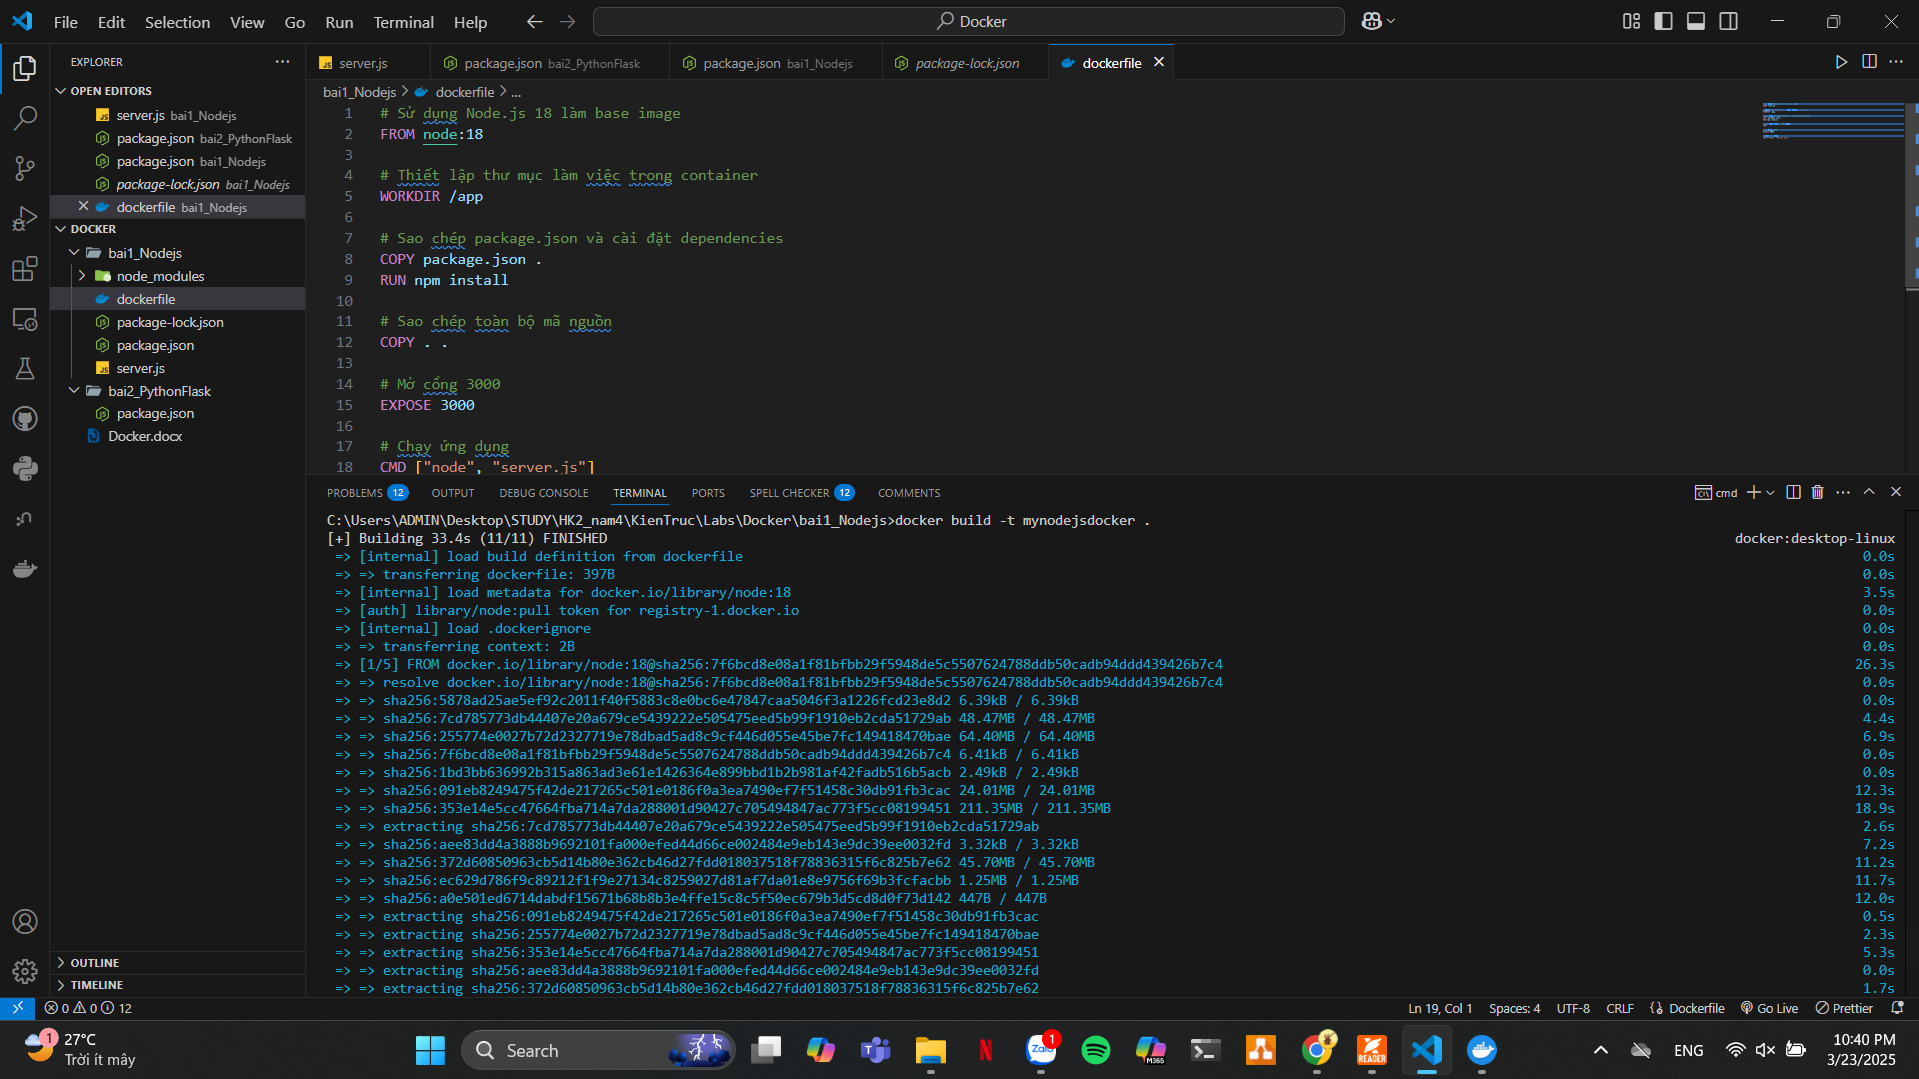 File Edit Selection View Go Run Terminal Help
Docker
EXPLORER
OPEN EDITORS
server.js bai1_Nodejs
package.json bai2_PythonFlask
package.json bai1_Nodejs
package-lock.json bai1_Nodejs
dockerfile bai1_Nodejs
DOCKER
bai1_Nodejs
node_modules
dockerfile
package-lock.json
package.json
server.js
bai2_PythonFlask
package.json
Docker.docx
OUTLINE
TIMELINE
server.js
package.json bai2_PythonFlask
package.json bai1_Nodejs
package-lock.json
dockerfile
bai1_Nodejs > dockerfile > ...
1 # Sử dụng Node.js 18 làm base image
2 FROM node:18
3
4 # Thiết lập thư mục làm việc trong container
5 WORKDIR /app
6
7 # Sao chép package.json và cài đặt dependencies
8 COPY package.json .
9 RUN npm install
10
11 # Sao chép toàn bộ mã nguồn
12 COPY . .
13
14 # Mở cổng 3000
15 EXPOSE 3000
16
17 # Chạy ứng dụng
18 CMD ["node", "server.js"]
PROBLEMS 12 OUTPUT DEBUG CONSOLE TERMINAL PORTS SPELL CHECKER 12 COMMENTS
cmd
C:\Users\ADMIN\Desktop\STUDY\HK2_nam4\KienTruc\Labs\Docker\bai1_Nodejs>docker build -t mynodejsdocker .
[+] Building 33.4s (11/11) FINISHED docker:desktop-linux
=> [internal] load build definition from dockerfile 0.0s
=> => transferring dockerfile: 397B 0.0s
=> [internal] load metadata for docker.io/library/node:18 3.5s
=> [auth] library/node:pull token for registry-1.docker.io 0.0s
=> [internal] load .dockerignore 0.0s
=> => transferring context: 2B 0.0s
=> [1/5] FROM docker.io/library/node:18@sha256:7f6bcd8e08a1f81bfbb29f5948de5c5507624788ddb50cadb94ddd439426b7c4 26.3s
=> => resolve docker.io/library/node:18@sha256:7f6bcd8e08a1f81bfbb29f5948de5c5507624788ddb50cadb94ddd439426b7c4 0.0s
=> => sha256:5878ad25ae5ef92c2011f40f5883c8e0bc6e47847caa5046f3a1226fcd23e8d2 6.39kB / 6.39kB 0.0s
=> => sha256:7cd785773db44407e20a679ce5439222e505475eed5b99f1910eb2cda51729ab 48.47MB / 48.47MB 4.4s
=> => sha256:255774e0027b72d2327719e78dbad5ad8c9cf446d055e45be7fc149418470bae 64.40MB / 64.40MB 6.9s
=> => sha256:7f6bcd8e08a1f81bfbb29f5948de5c5507624788ddb50cadb94ddd439426b7c4 6.41kB / 6.41kB 0.0s
=> => sha256:1bd3bb636992b315a863ad3e61e1426364e899bbd1b2b981af42fadb516b5acb 2.49kB / 2.49kB 0.0s
=> => sha256:091eb8249475f42de217265c501e0186f0a3ea7490ef7f51458c30db91fb3cac 24.01MB / 24.01MB 12.3s
=> => sha256:353e14e5cc47664fba714a7da288001d90427c705494847ac773f5cc08199451 211.35MB / 211.35MB 18.9s
=> => extracting sha256:7cd785773db44407e20a679ce5439222e505475eed5b99f1910eb2cda51729ab 2.6s
=> => sha256:aee83dd4a3888b9692101fa000efed44d66ce002484e9eb143e9dc39ee0032fd 3.32kB / 3.32kB 7.2s
=> => sha256:372d60850963cb5d14b80e362cb46d27fdd018037518f78836315f6c825b7e62 45.70MB / 45.70MB 11.2s
=> => sha256:ec629d786f9c89212f1f9e27134c8259027d81af7da01e8e9756f69b3fcfacbb 1.25MB / 1.25MB 11.7s
=> => sha256:a0e501ed6714dabdf15671b68b8b3e4ffe15c8c5f50ec679b3d5cd8d0f73d142 447B / 447B 12.0s
=> => extracting sha256:091eb8249475f42de217265c501e0186f0a3ea7490ef7f51458c30db91fb3cac 0.5s
=> => extracting sha256:255774e0027b72d2327719e78dbad5ad8c9cf446d055e45be7fc149418470bae 2.3s
=> => extracting sha256:353e14e5cc47664fba714a7da288001d90427c705494847ac773f5cc08199451 5.3s
=> => extracting sha256:aee83dd4a3888b9692101fa000efed44d66ce002484e9eb143e9dc39ee0032fd 0.0s
=> => extracting sha256:372d60850963cb5d14b80e362cb46d27fdd018037518f78836315f6c825b7e62 1.7s
0 0 12 Ln 19, Col 1 Spaces: 4 UTF-8 CRLF Dockerfile Go Live Prettier
1 27°C
Trời ít mây
Search
Zalo 1
M365
READER
ENG
10:40 PM
3/23/2025